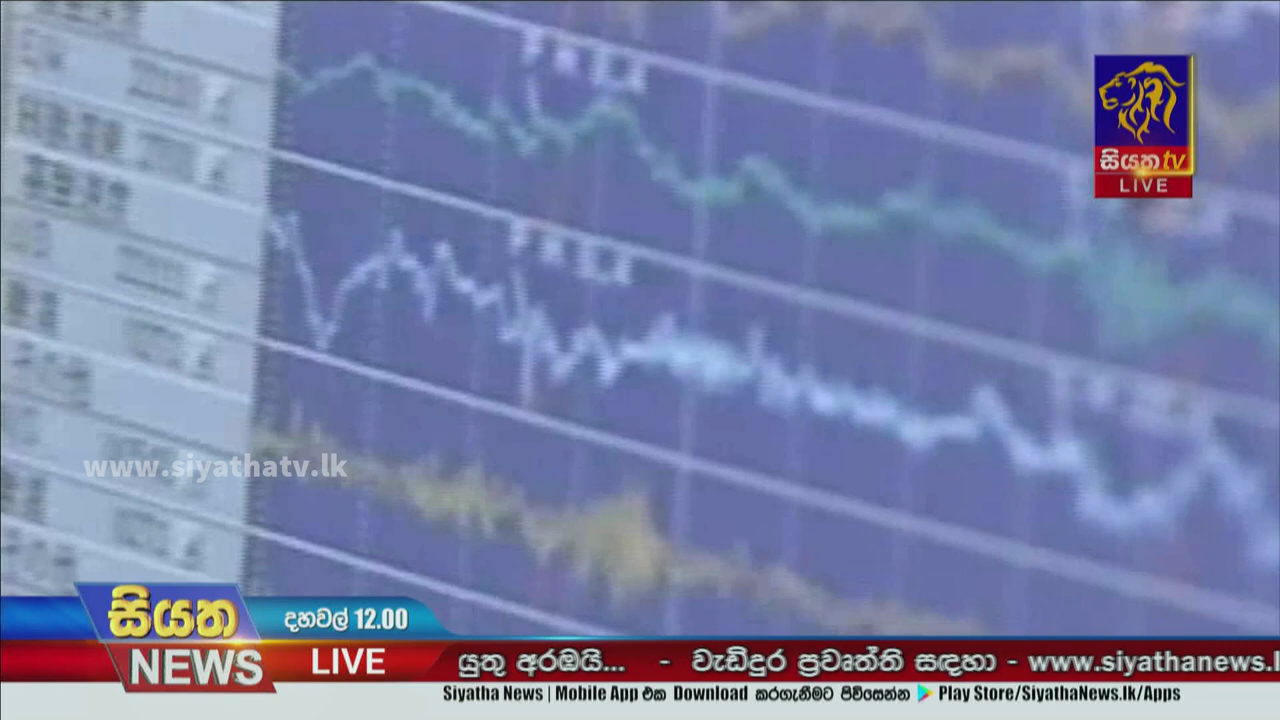 සියත tv
LIVE
www.siyathatv.lk
සියත
NEWS
දහවල් 12.00
LIVE
යුතු අරඹයි... - වැඩිදුර ප්‍රවෘත්ති සඳහා - www.siyathanews.l
Siyatha News | Mobile App එක Download කරගැනීමට පිවිසෙන්න Play Store/SiyathaNews.lk/Apps